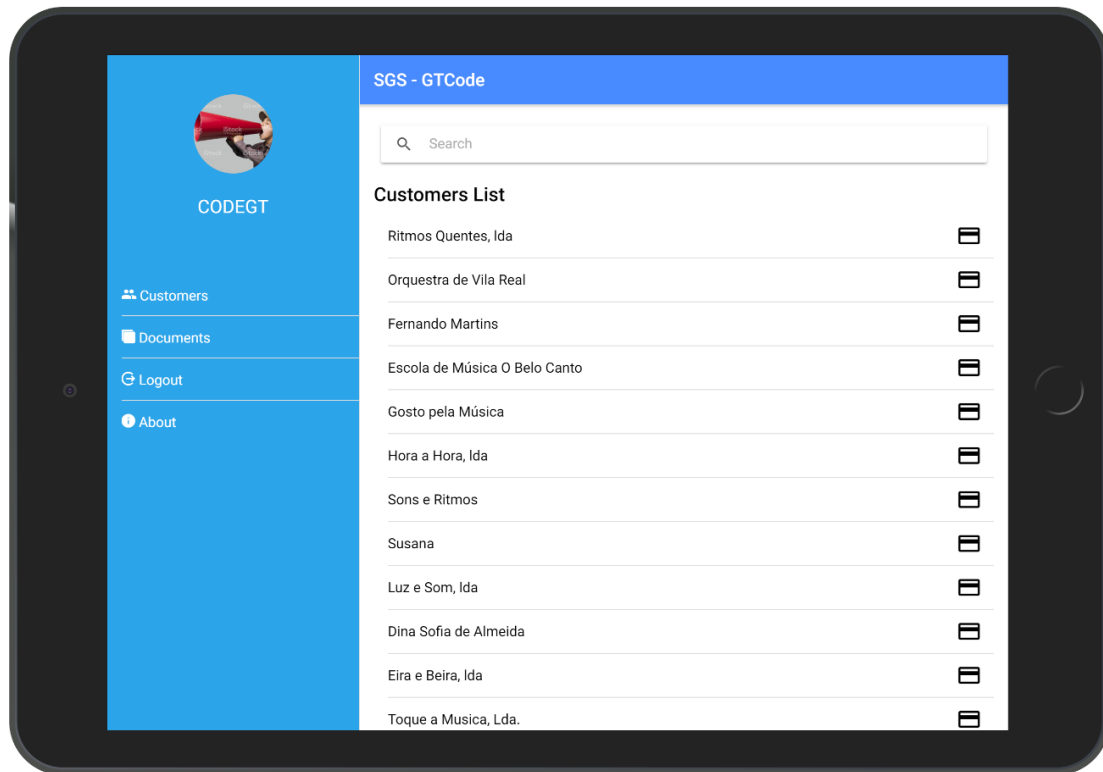 CODEGT
Customers
Documents
Logout
About
SGS - GTCode
Search
Customers List
Ritmos Quentes, lda
Orquestra de Vila Real
Fernando Martins
Escola de Música O Belo Canto
Gosto pela Música
Hora a Hora, lda
Sons e Ritmos
Susana
Luz e Som, lda
Dina Sofia de Almeida
Eira e Beira, lda
Toque a Musica, Lda.